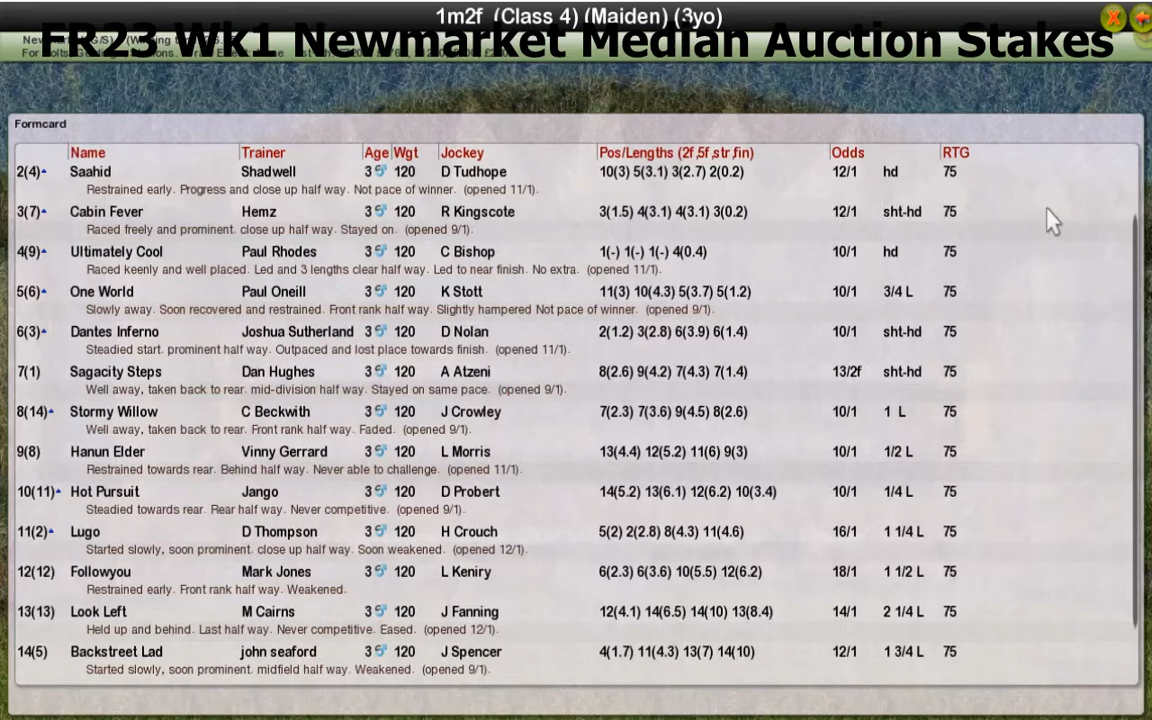 1m2f (Class 4) (Maiden) (3yo)
FR23 Wk1 Newmarket Median Auction Stakes
Formcard
Name Trainer Age Wgt Jockey Pos/Lengths (2f,5f,str,fin) Odds RTG
2(4) Saahid Shadwell 3 120 D Tudhope 10(3) 5(3.1) 3(2.7) 2(0.2) 12/1 hd 75
Restrained early. Progress and close up half way. Not pace of winner. (opened 11/1).
3(7) Cabin Fever Hemz 3 120 R Kingscote 3(1.5) 4(3.1) 4(3.1) 3(0.2) 12/1 sht-hd 75
Raced freely and prominent. close up half way. Stayed on. (opened 9/1).
4(9) Ultimately Cool Paul Rhodes 3 120 C Bishop 1(-) 1(-) 1(-) 4(0.4) 10/1 hd 75
Raced keenly and well placed. Led and 3 lengths clear half way. Led to near finish. No extra. (opened 11/1).
5(6) One World Paul Oneill 3 120 K Stott 11(3) 10(4.3) 5(3.7) 5(1.2) 10/1 3/4 L 75
Slowly away. Soon recovered and restrained. Front rank half way. Slightly hampered Not pace of winner. (opened 9/1).
6(3) Dantes Inferno Joshua Sutherland 3 120 D Nolan 2(1.2) 3(2.8) 6(3.9) 6(1.4) 10/1 sht-hd 75
Steadied start. prominent half way. Outpaced and lost place towards finish. (opened 11/1).
7(1) Sagacity Steps Dan Hughes 3 120 A Atzeni 8(2.6) 9(4.2) 7(4.3) 7(1.4) 13/2f sht-hd 75
Well away, taken back to rear. mid-division half way. Stayed on same pace. (opened 9/1).
8(14) Stormy Willow C Beckwith 3 120 J Crowley 7(2.3) 7(3.6) 9(4.5) 8(2.6) 10/1 1 L 75
Well away, taken back to rear. Front rank half way. Faded. (opened 9/1).
9(8) Hanun Elder Vinny Gerrard 3 120 L Morris 13(4.4) 12(5.2) 11(6) 9(3) 10/1 1/2 L 75
Restrained towards rear. Behind half way. Never able to challenge. (opened 11/1).
10(11) Hot Pursuit Jango 3 120 D Probert 14(5.2) 13(6.1) 12(6.2) 10(3.4) 10/1 1/4 L 75
Steadied towards rear. Rear half way. Never competitive. (opened 9/1).
11(2) Lugo D Thompson 3 120 H Crouch 5(2) 2(2.8) 8(4.3) 11(4.6) 16/1 1 1/4 L 75
Started slowly, soon prominent. close up half way. Soon weakened. (opened 12/1).
12(12) Followyou Mark Jones 3 120 L Keniry 6(2.3) 6(3.6) 10(5.5) 12(6.2) 18/1 1 1/2 L 75
Restrained early. Front rank half way. Weakened.
13(13) Look Left M Cairns 3 120 J Fanning 12(4.1) 14(6.5) 14(10) 13(8.4) 14/1 2 1/4 L 75
Held up and behind. Last half way. Never competitive. Eased. (opened 12/1).
14(5) Backstreet Lad john seaford 3 120 J Spencer 4(1.7) 11(4.3) 13(7) 14(10) 12/1 1 3/4 L 75
Started slowly, soon prominent. midfield half way. Weakened. (opened 9/1).